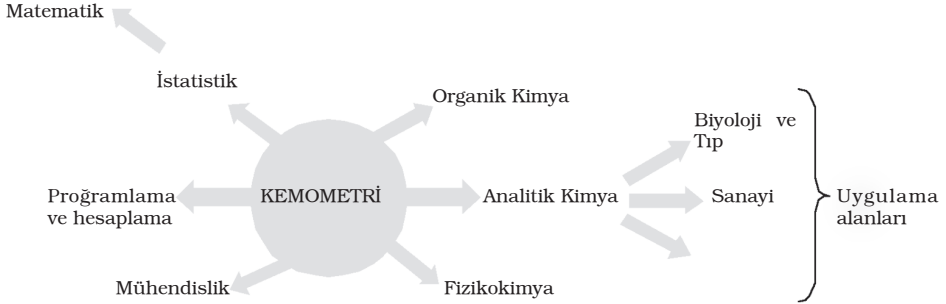 Matematik
İstatistik
Organik Kimya
Biyoloji ve
Tıp
Proğramlama
ve hesaplama
KEMOMETRİ
Analitik Kimya
Sanayi
Uygulama
alanları
Mühendislik
Fizikokimya